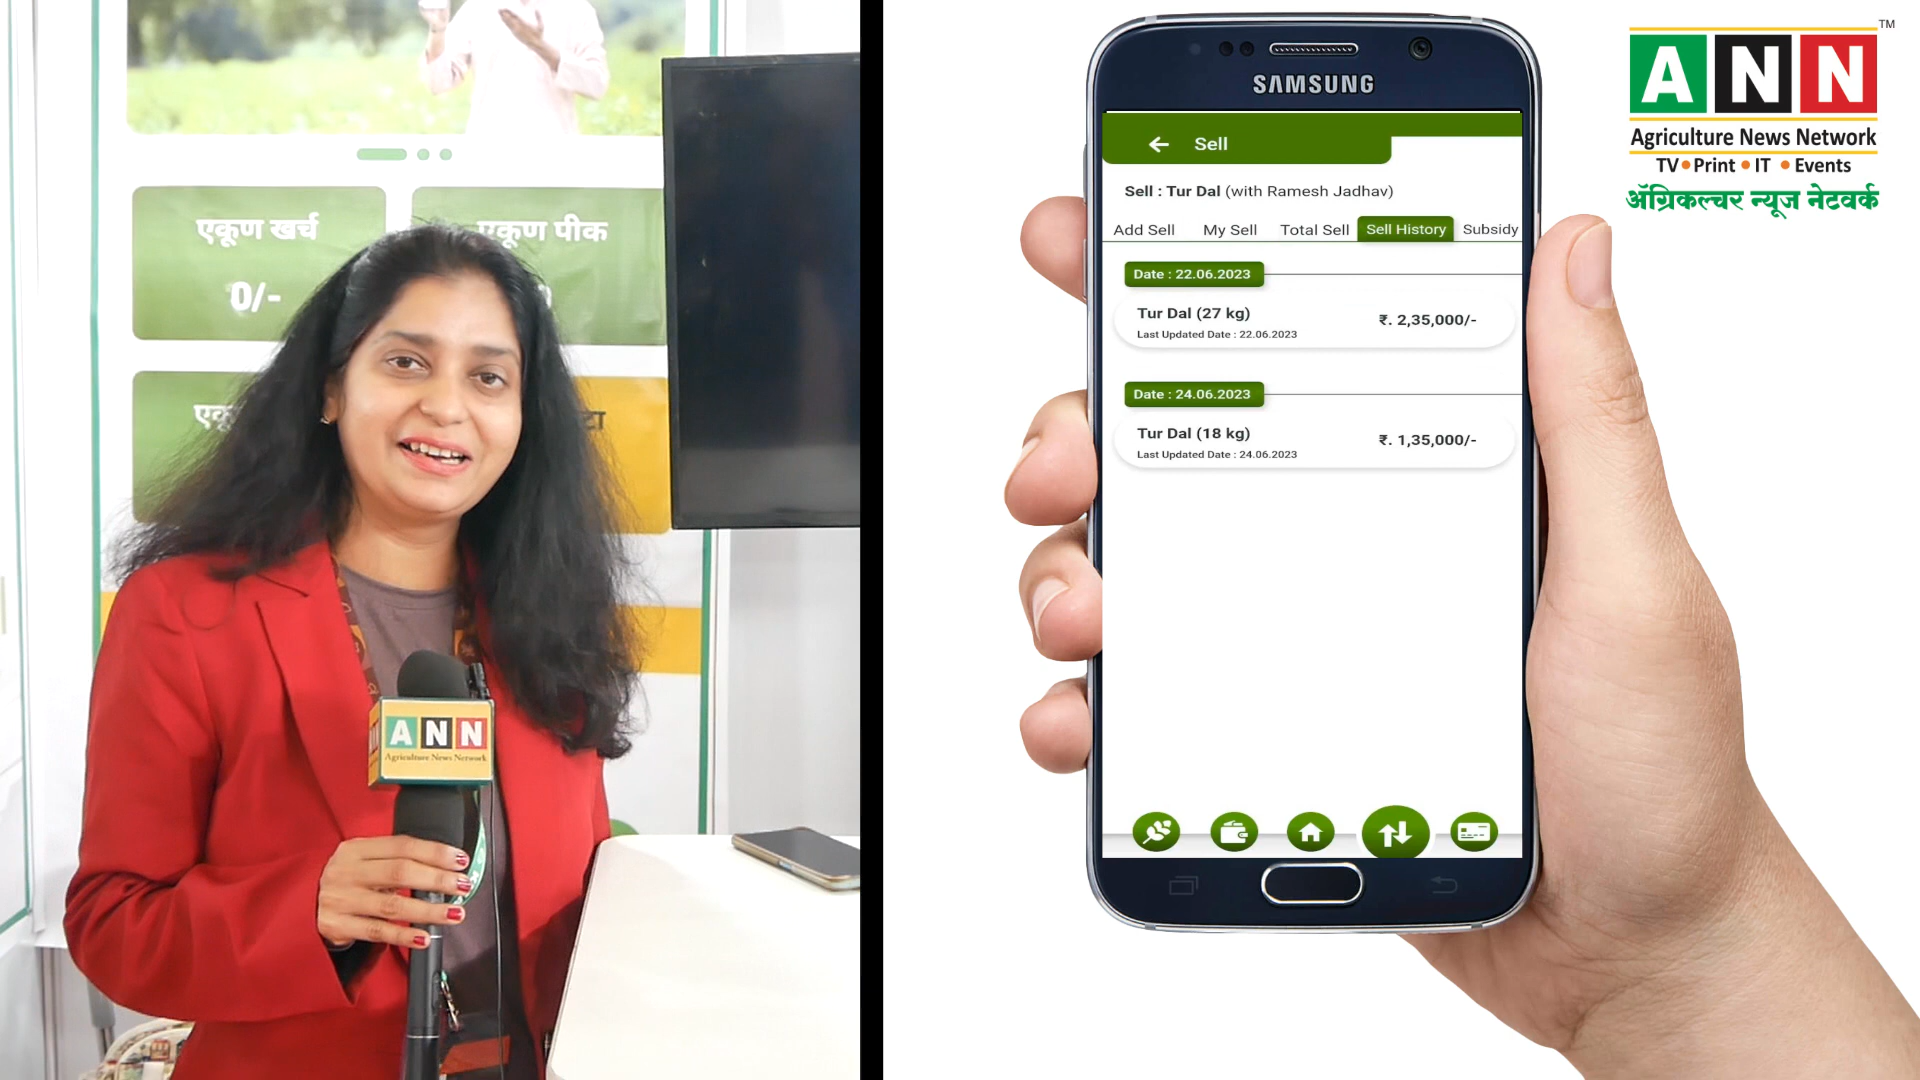 एकूण खर्च
एकूण पीक
0/-
ANN
Agriculture News Network
SAMSUNG
Sell
Sell : Tur Dal (with Ramesh Jadhav)
Add Sell My Sell Total Sell Sell History Subsidy
Date : 22.06.2023
Tur Dal (27 kg)
₹. 2,35,000/-
Last Updated Date : 22.06.2023
Date : 24.06.2023
Tur Dal (18 kg)
₹. 1,35,000/-
Last Updated Date : 24.06.2023
ANN TM
Agriculture News Network
TV • Print • IT • Events
ॲग्रिकल्चर न्यूज नेटवर्क